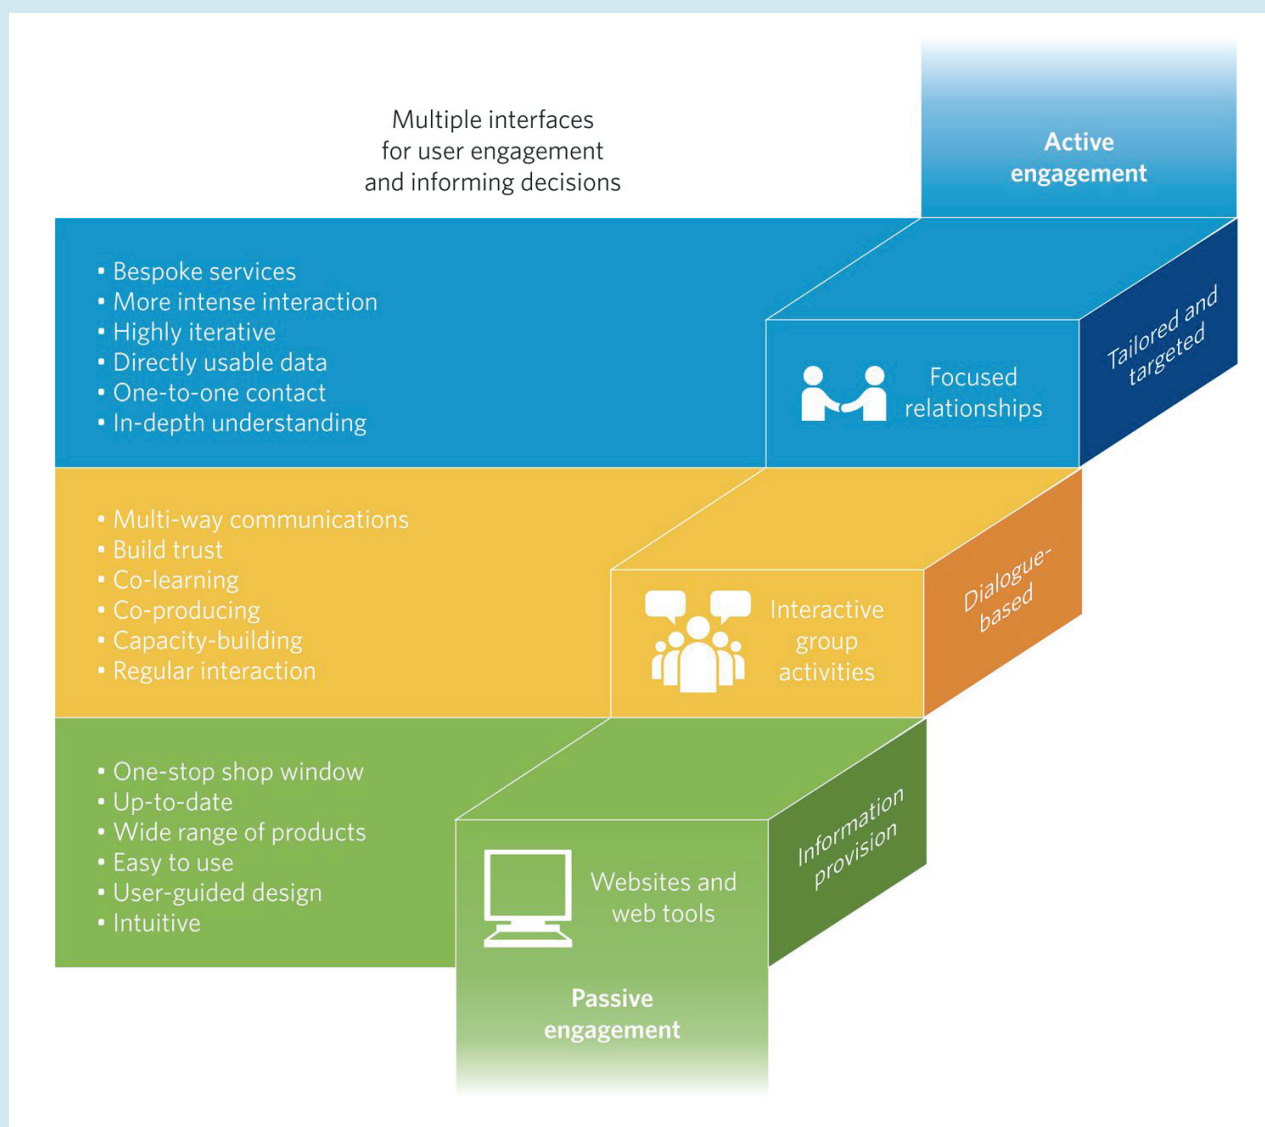 Multiple interfaces
for user engagement
and informing decisions
Active
engagement
• Bespoke services
• More intense interaction
• Highly iterative
• Directly usable data
• One-to-one contact
• In-depth understanding
Focused
relationships
Tailored and
targeted
• Multi-way communications
• Build trust
• Co-learning
• Co-producing
• Capacity-building
• Regular interaction
Interactive
group
activities
Dialogue-
based
• One-stop shop window
• Up-to-date
• Wide range of products
• Easy to use
• User-guided design
• Intuitive
Websites and
web tools
Information
provision
Passive
engagement